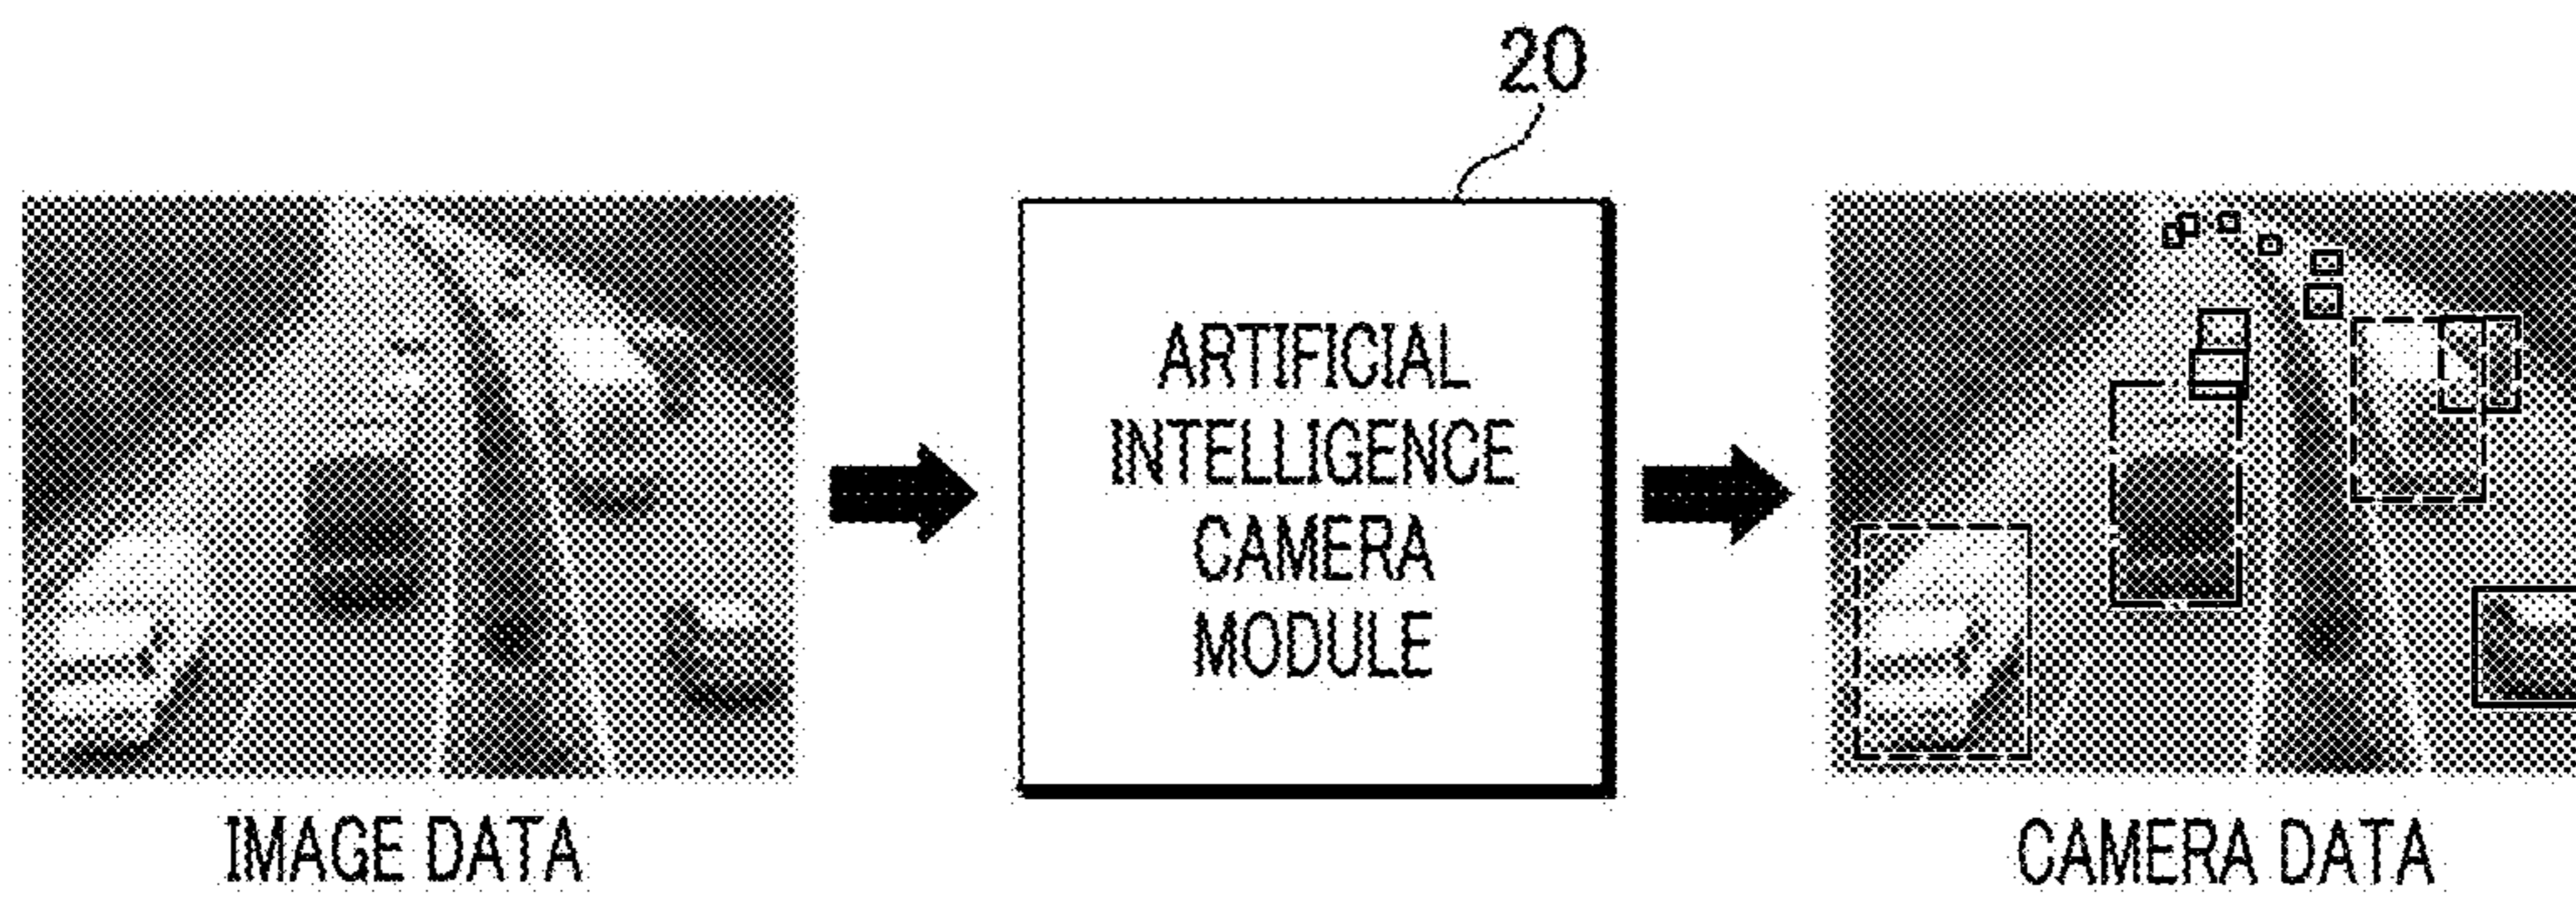 20
ARTIFICIAL
INTELLIGENCE
CAMERA
MODULE
IMAGE DATA
CAMERA DATA